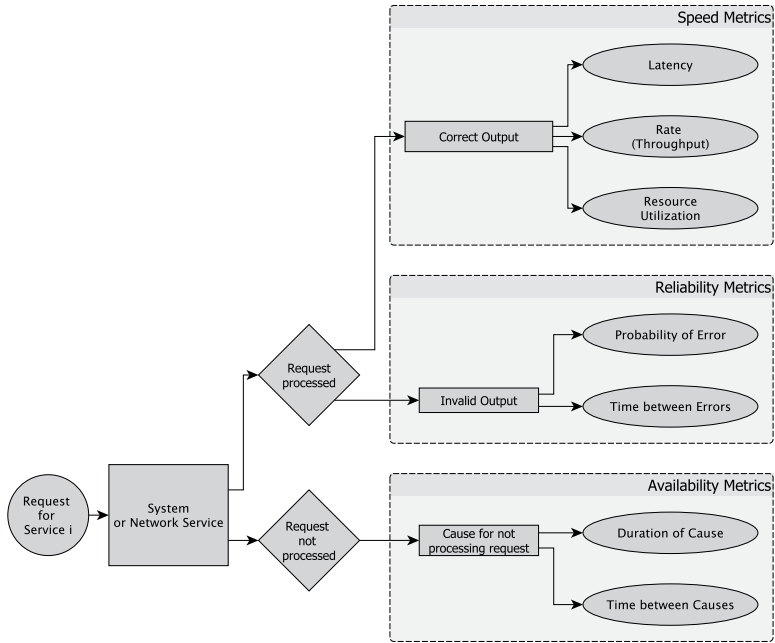 Speed Metrics
Latency
Correct Output
Rate
(Throughput)
Resource
Utilization
Reliability Metrics
Request
processed
Probability of Error
Invalid Output
Time between Errors
Availability Metrics
Request
for
Service i
System
or Network Service
Request
not
processed
Cause for not
processing request
Duration of Cause
Time between Causes